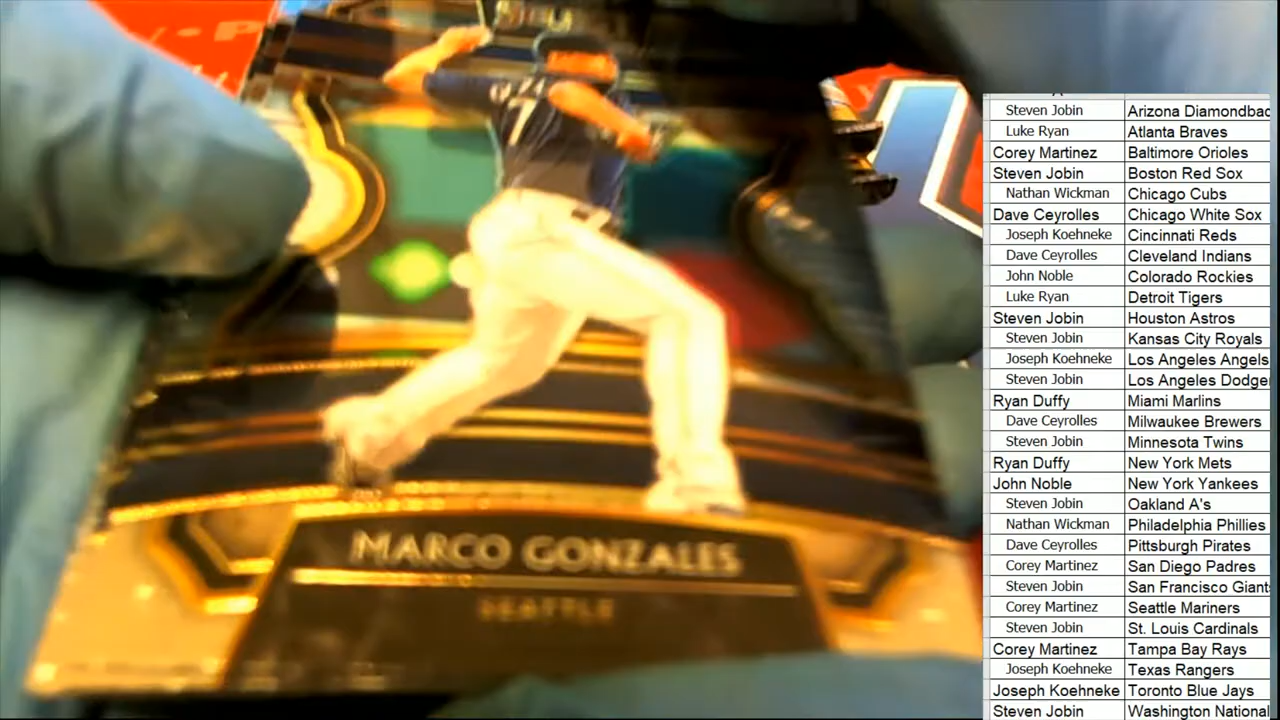 7
MARCO GONZALES
SEATTLE
Steven Jobin Arizona Diamondbac
Luke Ryan Atlanta Braves
Corey Martinez Baltimore Orioles
Steven Jobin Boston Red Sox
Nathan Wickman Chicago Cubs
Dave Ceyrolles Chicago White Sox
Joseph Koehneke Cincinnati Reds
Dave Ceyrolles Cleveland Indians
John Noble Colorado Rockies
Luke Ryan Detroit Tigers
Steven Jobin Houston Astros
Steven Jobin Kansas City Royals
Joseph Koehneke Los Angeles Angels
Steven Jobin Los Angeles Dodge
Ryan Duffy Miami Marlins
Dave Ceyrolles Milwaukee Brewers
Steven Jobin Minnesota Twins
Ryan Duffy New York Mets
John Noble New York Yankees
Steven Jobin Oakland A's
Nathan Wickman Philadelphia Phillies
Dave Ceyrolles Pittsburgh Pirates
Corey Martinez San Diego Padres
Steven Jobin San Francisco Giant
Corey Martinez Seattle Mariners
Steven Jobin St. Louis Cardinals
Corey Martinez Tampa Bay Rays
Joseph Koehneke Texas Rangers
Joseph Koehneke Toronto Blue Jays
Steven Jobin Washington National